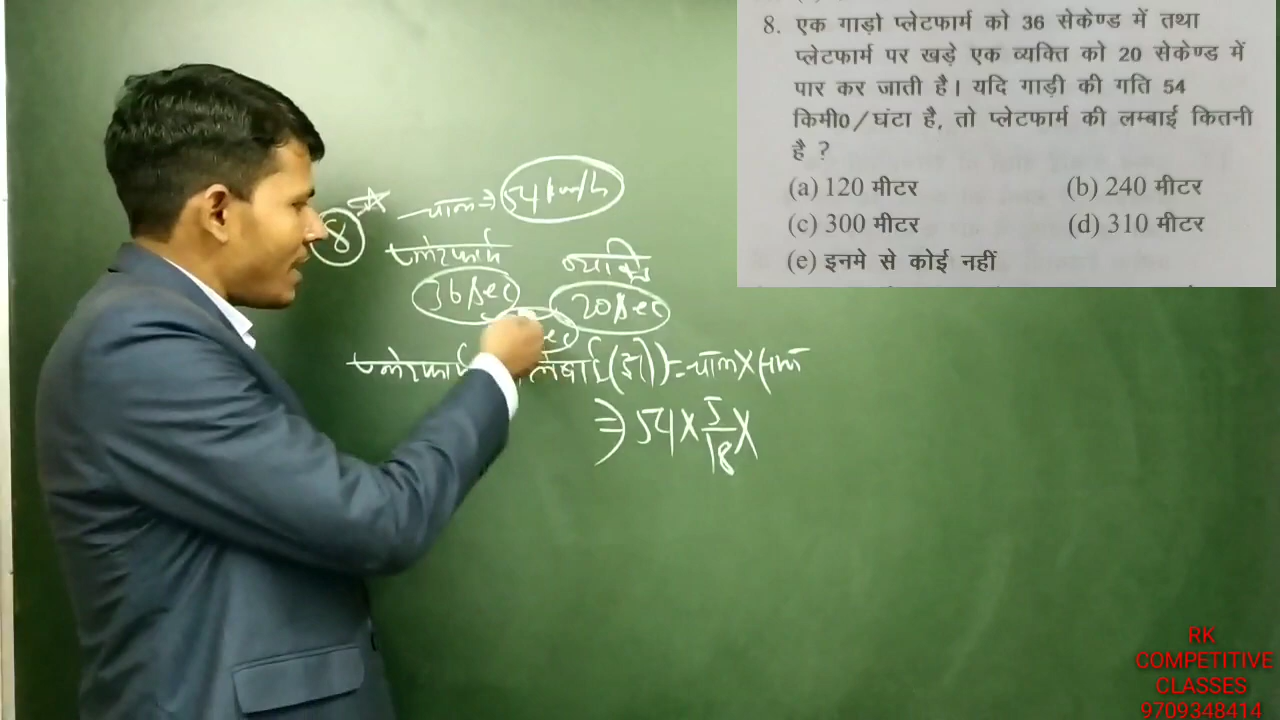 8. एक गाड़ो प्लेटफार्म को 36 सेकेण्ड में तथा
प्लेटफार्म पर खड़े एक व्यक्ति को 20 सेकेण्ड में
पार कर जाती है। यदि गाड़ी की गति 54
किमी0/घंटा है, तो प्लेटफार्म की लम्बाई कितनी
है ?
(a) 120 मीटर (b) 240 मीटर
(c) 300 मीटर (d) 310 मीटर
(e) इनमे से कोई नहीं
8 चाल ⇒ 54 km/h
प्लेटफार्म व्यक्ति
36 sec 20 sec
ec
प्लेटफार्म लंबाई = चाल X समय
⇒ 54 X 5/18 X
RK
COMPETITIVE
CLASSES
9709348414